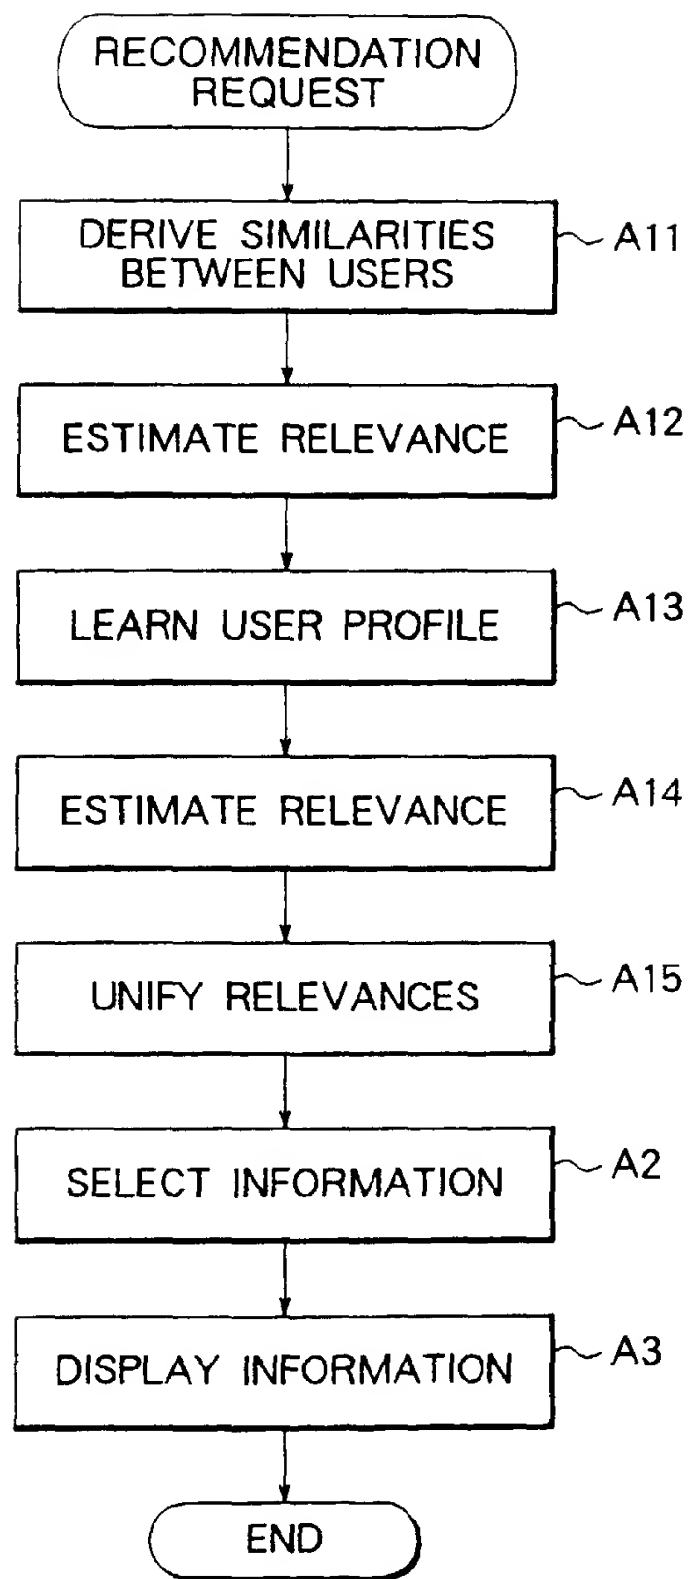 RECOMMENDATION
REQUEST
DERIVE SIMILARITIES
BETWEEN USERS
A11
ESTIMATE RELEVANCE
A12
LEARN USER PROFILE
A13
ESTIMATE RELEVANCE
A14
UNIFY RELEVANCES
A15
SELECT INFORMATION
A2
DISPLAY INFORMATION
A3
END